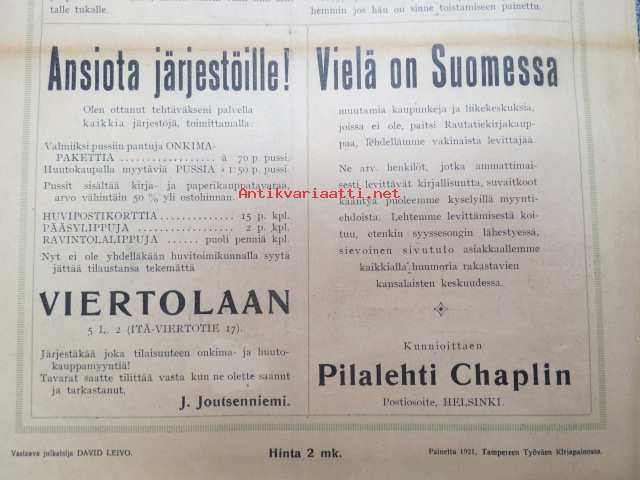 talle tukalle.
hemmin jos hän on sinne toistamiseen painettu.
Ansiota järjestöille!
Olen ottanut tehtäväkseni palvella
kaikkia järjestöjä, toimittamalla:
Valmiiksi pussiin pantuja ONKIMA-
PAKETTIA .................. à 70 p. pussi.
Huutokaupalla myytäviä PUSSIA à 1:50 p. pussi.
Pussit sisältää kirja- ja paperikauppatavaraa,
arvo vähintäin 50 % yli ostohinnan.
HUVIPOSTIKORTTIA ............... 15 p. kpl.
PÄÄSYLIPPUJA .................. 2 p. kpl.
RAVINTOLALIPPUJA ...... puoli penniä kpl.
Nyt ei ole yhdelläkään huvitoimikunnalla syytä
jättää tilaustansa tekemättä
VIERTOLAAN
5 L. 2 (ITÄ-VIERTOTIE 17).
Järjestäkää joka tilaisuuteen onkima- ja huuto-
kauppamyyntiä!
Tavarat saatte tilittää vasta kun ne olette saanut
ja tarkastanut.
J. Joutsenniemi.
Vielä on Suomessa
muutamia kaupunkeja ja liikekeskuksia,
joissa ei ole, paitsi Rautatiekirjakaup-
paa, lehdellämme vakinaista levittäjää.
Ne arv. henkilöt, jotka ammattimai-
sesti levittävät kirjallisuutta, suvaitkoot
kääntyä puoleemme kyselyillä myynti-
ehdoista. Lehtemme levittämisestä koi-
tuu, etenkin syyssesongin lähestyessä,
sievoinen sivutulo asiakkaallemme
kaikkialla huumoria rakastavien
kansalaisten keskuudessa.
Kunnioittaen
Pilalehti Chaplin
Postiosoite, HELSINKI.
Antikvariaatti.net
Vastaava julkaisija DAVID LEIVO.
Hinta 2 mk.
Painettu 1921, Tampereen Työväen Kirjapainossa.